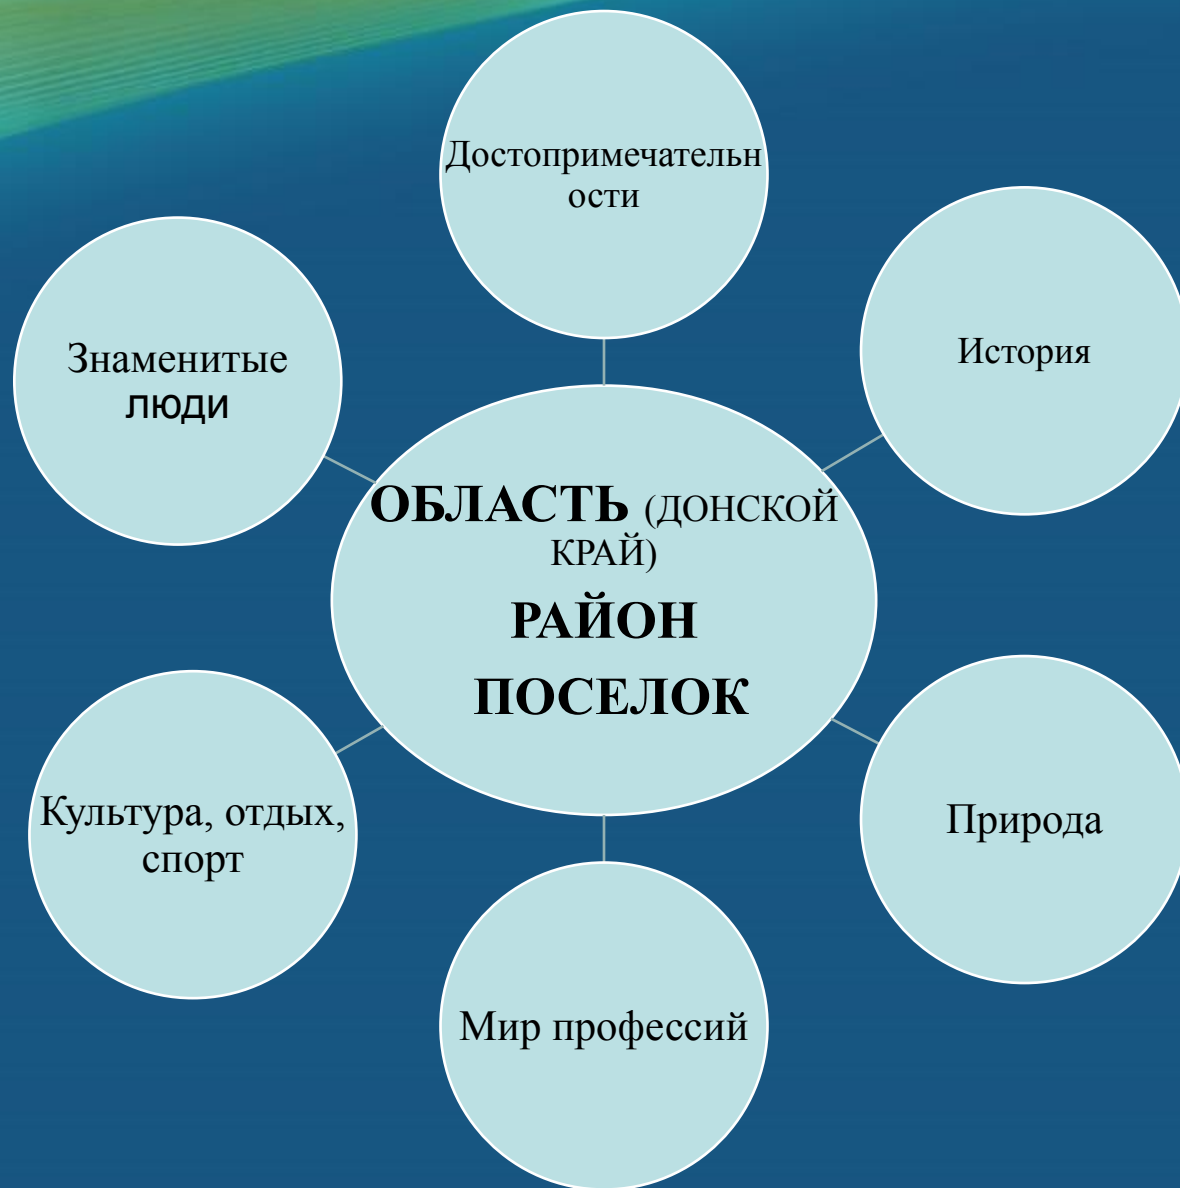 Достопримечательн
ости
История
Знаменитые
люди
ОБЛАСТЬ (ДОНСКОЙ
КРАЙ)
РАЙОН
ПОСЕЛОК
Культура, отдых,
спорт
Природа
Мир профессий